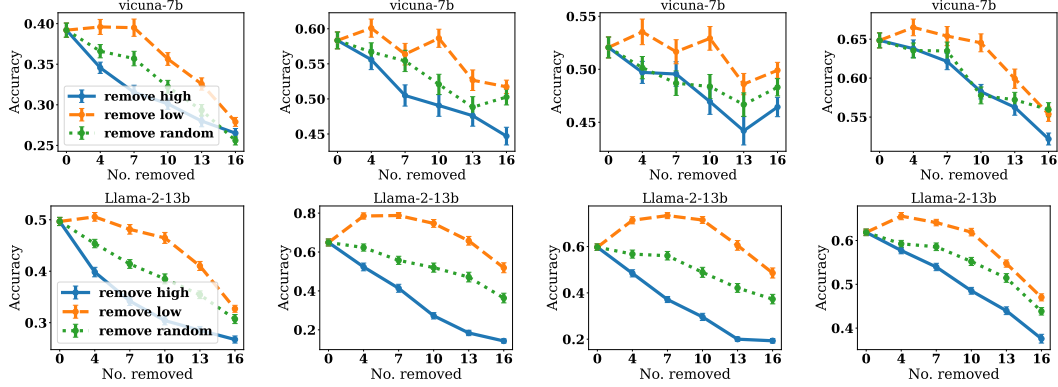 vicuna-7b
0.40
0.35
0.30
0.25
Accuracy
remove high
remove low
remove random
0 4 7 10 13 16
No. removed
vicuna-7b
0.60
0.55
0.50
0.45
Accuracy
0 4 7 10 13 16
No. removed
vicuna-7b
0.55
0.50
0.45
Accuracy
0 4 7 10 13 16
No. removed
vicuna-7b
0.65
0.60
0.55
Accuracy
0 4 7 10 13 16
No. removed
Llama-2-13b
0.5
0.4
0.3
Accuracy
remove high
remove low
remove random
0 4 7 10 13 16
No. removed
Llama-2-13b
0.8
0.6
0.4
0.2
Accuracy
0 4 7 10 13 16
No. removed
Llama-2-13b
0.6
0.4
0.2
Accuracy
0 4 7 10 13 16
No. removed
Llama-2-13b
0.6
0.5
0.4
Accuracy
0 4 7 10 13 16
No. removed